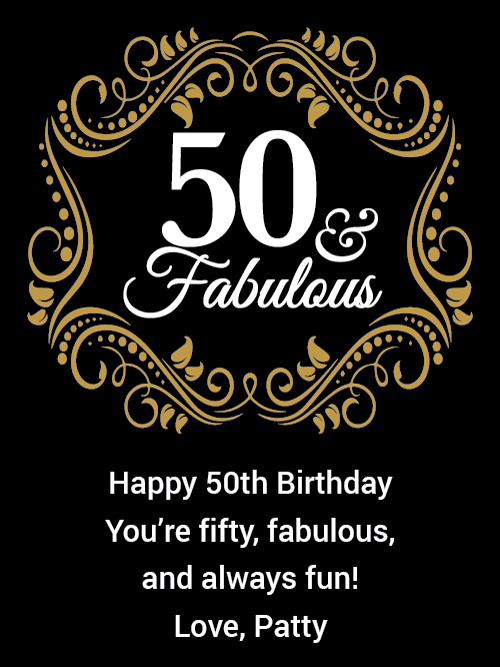 50
&
Fabulous
Happy 50th Birthday
You’re fifty, fabulous,
and always fun!
Love, Patty